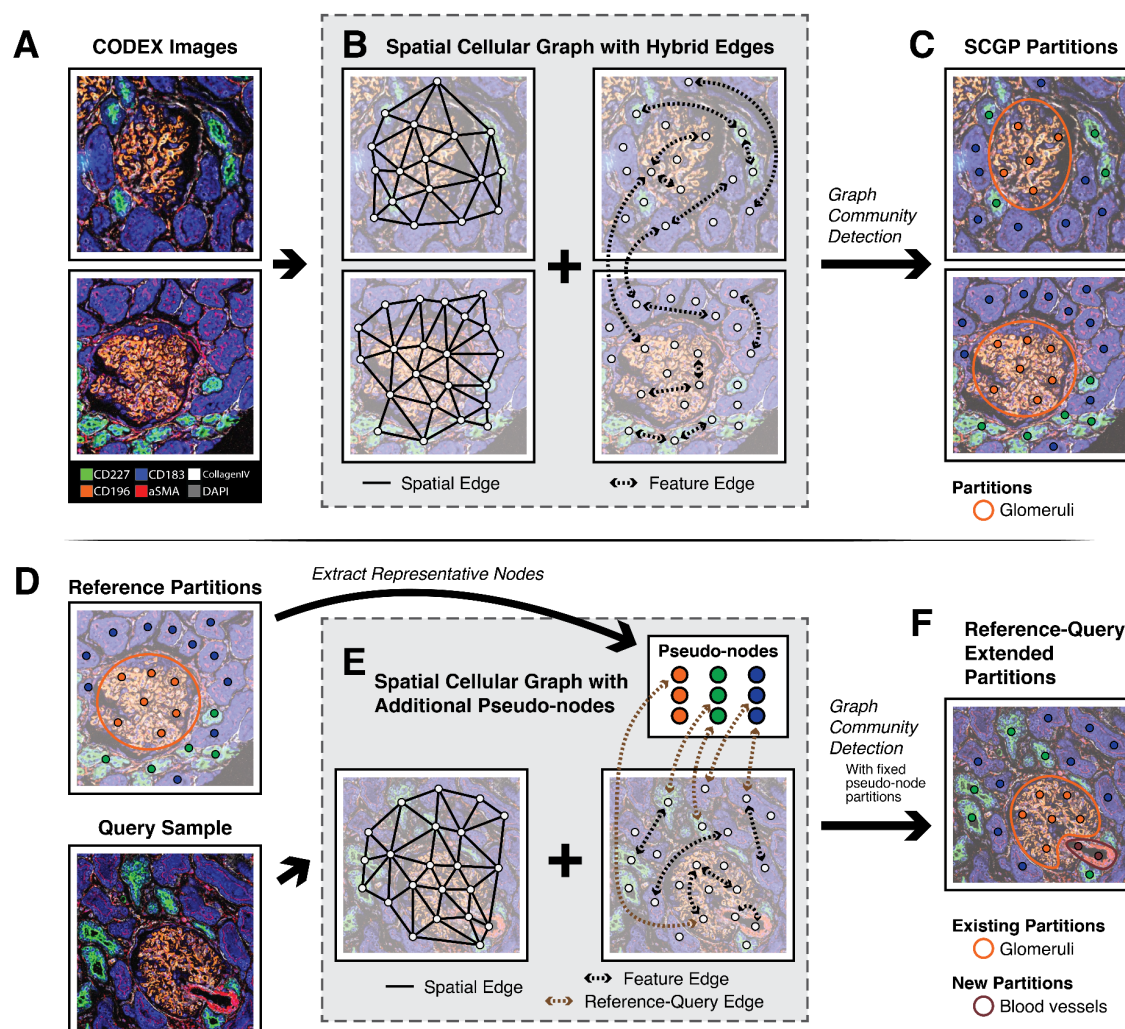 A
CODEX Images
B
Spatial Cellular Graph with Hybrid Edges
C
SCGP Partitions
Graph
Community
Detection
CD227
CD183
CollagenIV
CD196
aSMA
DAPI
Spatial Edge
Feature Edge
Partitions
Glomeruli
D
Reference Partitions
Extract Representative Nodes
Query Sample
E
Spatial Cellular Graph with
Additional Pseudo-nodes
Pseudo-nodes
Spatial Edge
Feature Edge
Reference-Query Edge
Graph
Community
Detection
With fixed
pseudo-node
partitions
F
Reference-Query
Extended
Partitions
Existing Partitions
Glomeruli
New Partitions
Blood vessels